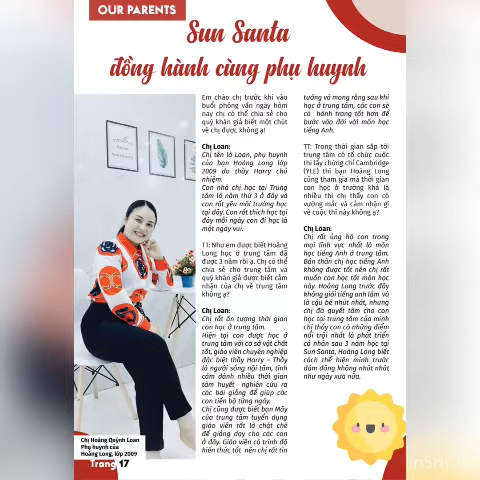 OUR PARENTS
Sun Santa
đồng hành cùng phụ huynh
Em chào chị trước khi vào
buổi phỏng vấn ngày hôm
nay chị có thể chia sẻ cho
quý khán giả biết một chút
về chị được không ạ!
Chị Loan:
Chị tên là Loan, phụ huynh
của bạn Hoàng Long lớp
2009 do thầy Harry chủ
nhiệm.
Con nhà chị học tại Trung
tâm là năm thứ 3 ở đây và
con rất yêu môi trường học
tại đây. Con rất thích học tại
đây mỗi ngày con đi học là
một ngày vui.
TT: Như em được biết Hoàng
Long học ở trung tâm đã
được 3 năm rồi ạ. Chị có thể
chia sẻ cho trung tâm và
quý khán giả được biết cảm
nhận của chị về trung tâm
không ạ?
Chị Loan:
Chị rất ấn tượng thời gian
con học ở trung tâm.
Hiện tại con được học ở
trung tâm với cơ sở vật chất
tốt, giáo viên chuyên nghiệp
đặc biệt thầy Harry – Thầy
là người sống nội tâm, tình
cảm dành nhiều thời gian
tâm huyết nghiên cứu ra
các bài giảng để giúp các
con tiến bộ từng ngày.
Chị cũng được biết bạn Mây
của trung tâm tuyển dụng
giáo viên rất là chặt chẽ
để giảng dạy cho các con
ở đây. Giáo viên có trình độ
hiển thức tốt nên chị rất tin
tưởng và mong rằng sau khi
học ở trung tâm, các con sẽ
có hành trang tốt hơn để
bước vào đời với môn học
tiếng Anh.
TT: Trong thời gian sắp tới
trung tâm có tổ chức cuộc
thi lấy chứng chỉ Cambridge
(YLE) thì bạn Hoàng Long
cũng tham gia mà thời gian
con học ở trường khá là
nhiều thì chị thấy con có
vướng mắc và cảm nhận gì
về cuộc thi này không ạ?
Chị Loan:
Chị rất ủng hộ con trong
mọi lĩnh vực nhất là môn
học tiếng Anh ở trung tâm.
Bản thân chị học tiếng Anh
không được tốt nên chị rất
muốn con học tốt môn học
này. Hoàng Long trước đây
không giỏi tiếng anh lắm và
là cậu bé nhút nhát, nhưng
chị đã quyết tâm cho con
học tại trung tâm của mình
chị thấy con có những điểm
nổi trội nhất là phát triển
cá nhân sau 3 năm học tại
Sun Santa, Hoàng Long biết
cách thể hiện mình trước
đám đông không nhút nhát
như ngày xưa nữa.
Chị Hoàng Quỳnh Loan
Phụ huynh của
Hoàng Long, lớp 2009
Trang 17